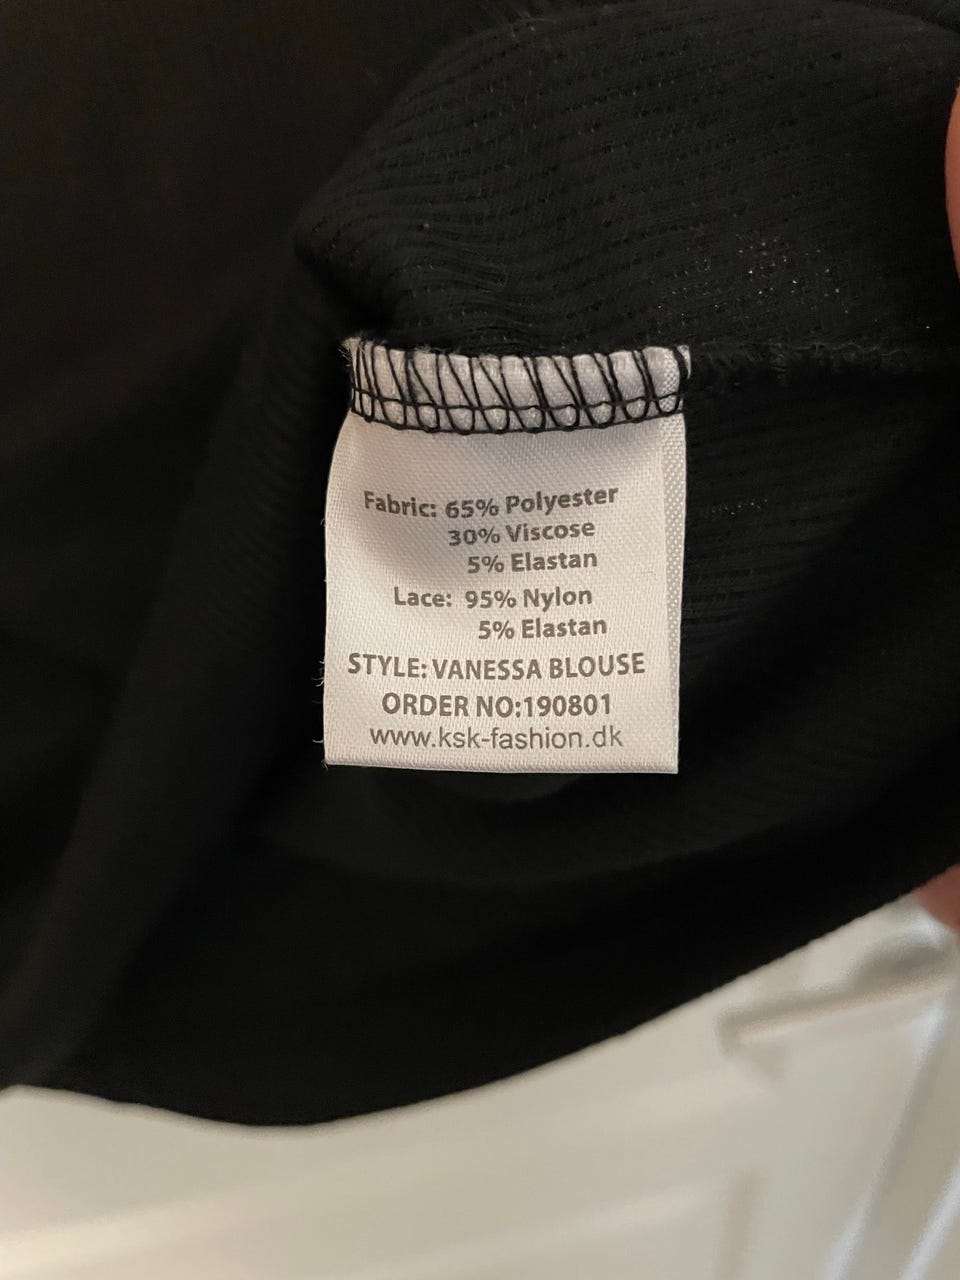 Fabric: 65% Polyester
30% Viscose
5% Elastan
Lace: 95% Nylon
5% Elastan
STYLE: VANESSA BLOUSE
ORDER NO:190801
www.ksk-fashion.dk